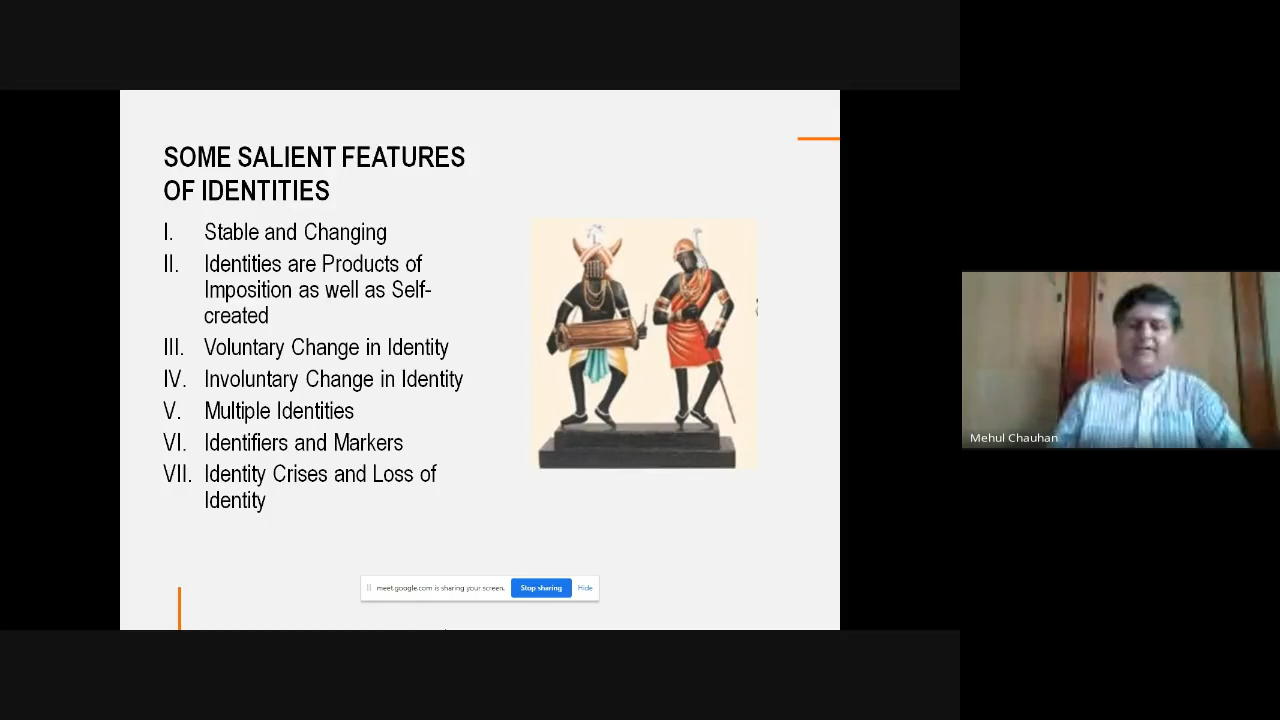 SOME SALIENT FEATURES
OF IDENTITIES
I. Stable and Changing
II. Identities are Products of
Imposition as well as Self-
created
III. Voluntary Change in Identity
IV. Involuntary Change in Identity
V. Multiple Identities
VI. Identifiers and Markers
VII. Identity Crises and Loss of
Identity
meet.google.com is sharing your screen. Stop sharing Hide
Mehul Chauhan